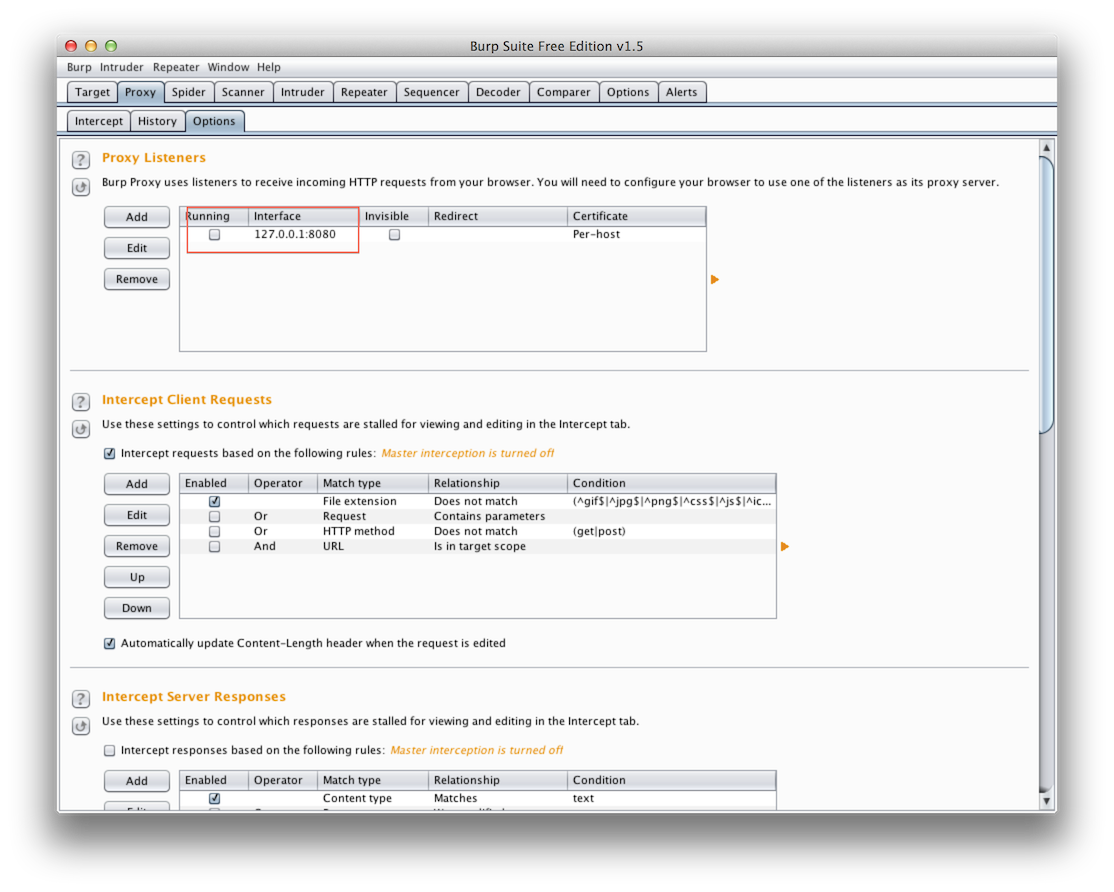 Burp Suite Free Edition v1.5
Burp Intruder Repeater Window Help
Target Proxy Spider Scanner Intruder Repeater Sequencer Decoder Comparer Options Alerts
Intercept History Options
? Proxy Listeners
Burp Proxy uses listeners to receive incoming HTTP requests from your browser. You will need to configure your browser to use one of the listeners as its proxy server.
Add Running Interface Invisible Redirect Certificate
127.0.0.1:8080 Per-host
Edit
Remove
? Intercept Client Requests
Use these settings to control which requests are stalled for viewing and editing in the Intercept tab.
Intercept requests based on the following rules: Master interception is turned off
Add Enabled Operator Match type Relationship Condition
File extension Does not match (^gif$|^jpg$|^png$|^css$|^js$|^ic...
Edit Or Request Contains parameters
Or HTTP method Does not match (get|post)
Remove And URL Is in target scope
Up
Down
Automatically update Content-Length header when the request is edited
? Intercept Server Responses
Use these settings to control which responses are stalled for viewing and editing in the Intercept tab.
Intercept responses based on the following rules: Master interception is turned off
Add Enabled Operator Match type Relationship Condition
Content type Matches text